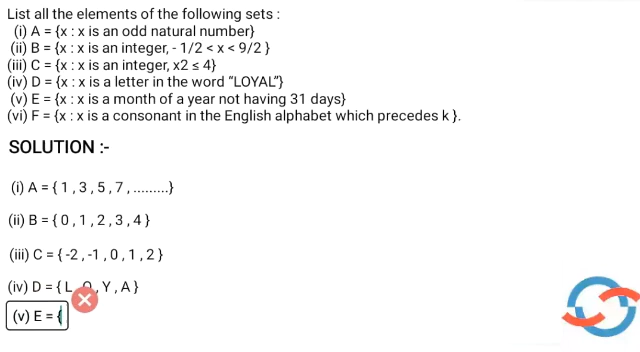 List all the elements of the following sets :
(i) A = {x : x is an odd natural number}
(ii) B = {x : x is an integer, - 1/2 < x < 9/2 }
(iii) C = {x : x is an integer, x2 ≤ 4}
(iv) D = {x : x is a letter in the word “LOYAL”}
(v) E = {x : x is a month of a year not having 31 days}
(vi) F = {x : x is a consonant in the English alphabet which precedes k }.
SOLUTION :-
(i) A = { 1 , 3 , 5 , 7 , .........}
(ii) B = { 0 , 1 , 2 , 3 , 4 }
(iii) C = { -2 , -1 , 0 , 1 , 2 }
(iv) D = { L , O , Y , A }
(v) E = {